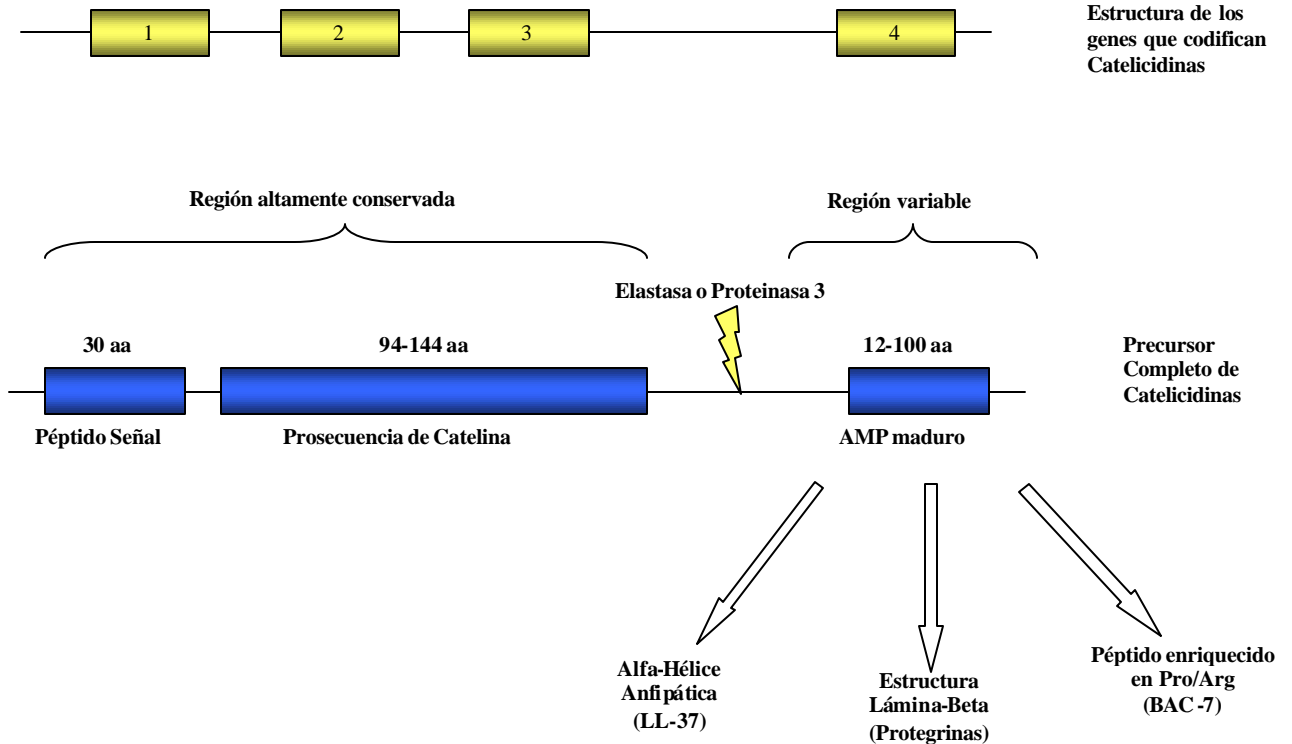 1
2
3
4
Estructura de los
genes que codifican
Catelicidinas
Región altamente conservada
Región variable
Elastasa o Proteinasa 3
30 aa
94-144 aa
12-100 aa
Precursor
Completo de
Catelicidinas
Péptido Señal
Prosecuencia de Catelina
AMP maduro
Alfa-Hélice
Anfipática
(LL-37)
Estructura
Lámina-Beta
(Protegrinas)
Péptido enriquecido
en Pro/Arg
(BAC-7)